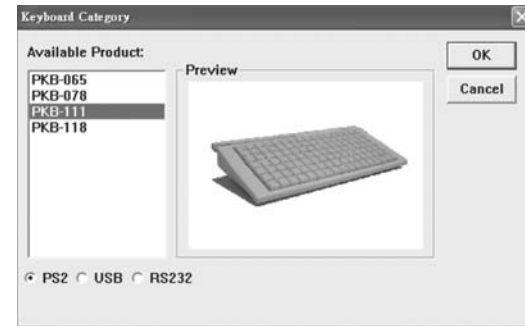 Keyboard Category
Available Product:
PKB-065
PKB-078
PKB-111
PKB-118
Preview
OK
Cancel
PS2 USB RS232